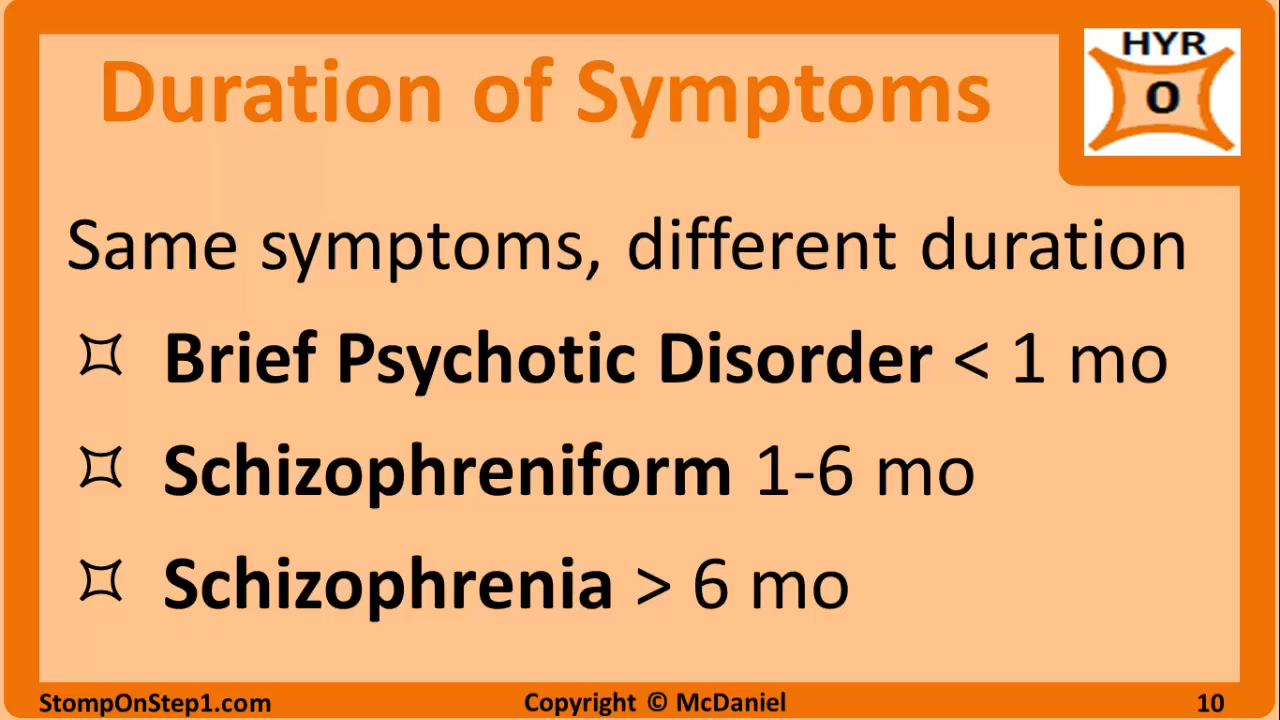 Duration of Symptoms
HYR
O
Same symptoms, different duration
Brief Psychotic Disorder < 1 mo
Schizophreniform 1-6 mo
Schizophrenia > 6 mo
StompOnStep1.com
Copyright © McDaniel
10